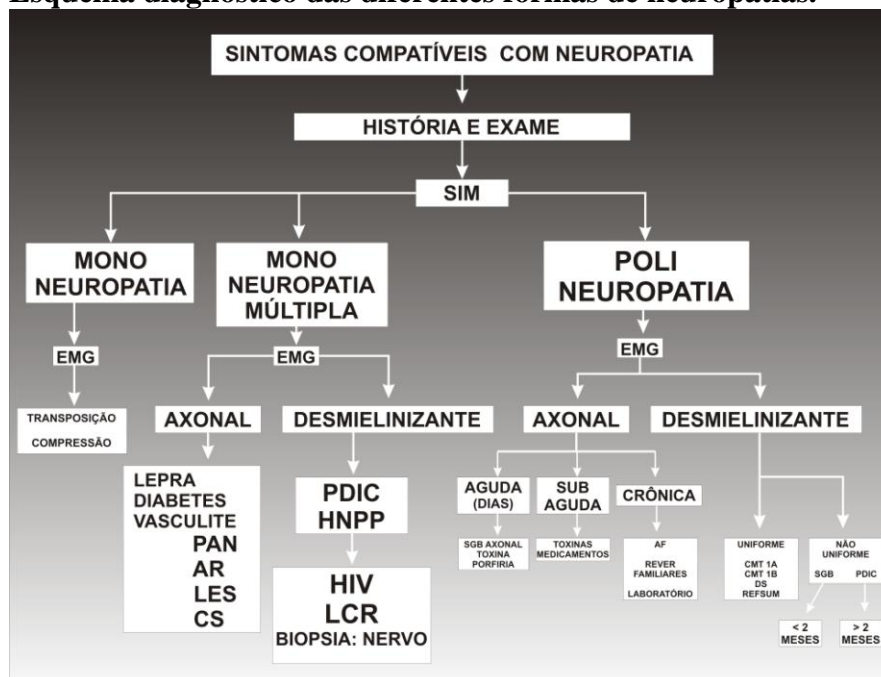 Esquema diagnóstico das diferentes formas de neuropatias.
SINTOMAS COMPATÍVEIS COM NEUROPATIA
HISTÓRIA E EXAME
SIM
MONO
NEUROPATIA
EMG
TRANSPOSIÇÃO
COMPRESSÃO
MONO
NEUROPATIA
MÚLTIPLA
EMG
AXONAL
LEPRA
DIABETES
VASCULITE
PAN
AR
LES
CS
DESMIELINIZANTE
PDIC
HNPP
HIV
LCR
BIOPSIA: NERVO
POLI
NEUROPATIA
EMG
AXONAL
AGUDA
(DIAS)
SGB AXONAL
TOXINA
PORFIRIA
SUB
AGUDA
TOXINAS
MEDICAMENTOS
CRÔNICA
AF
REVER
FAMILIARES
LABORATÓRIO
DESMIELINIZANTE
UNIFORME
CMT 1A
CMT 1B
DS
REFSUM
NÃO
UNIFORME
SGB PDIC
< 2
MESES
> 2
MESES